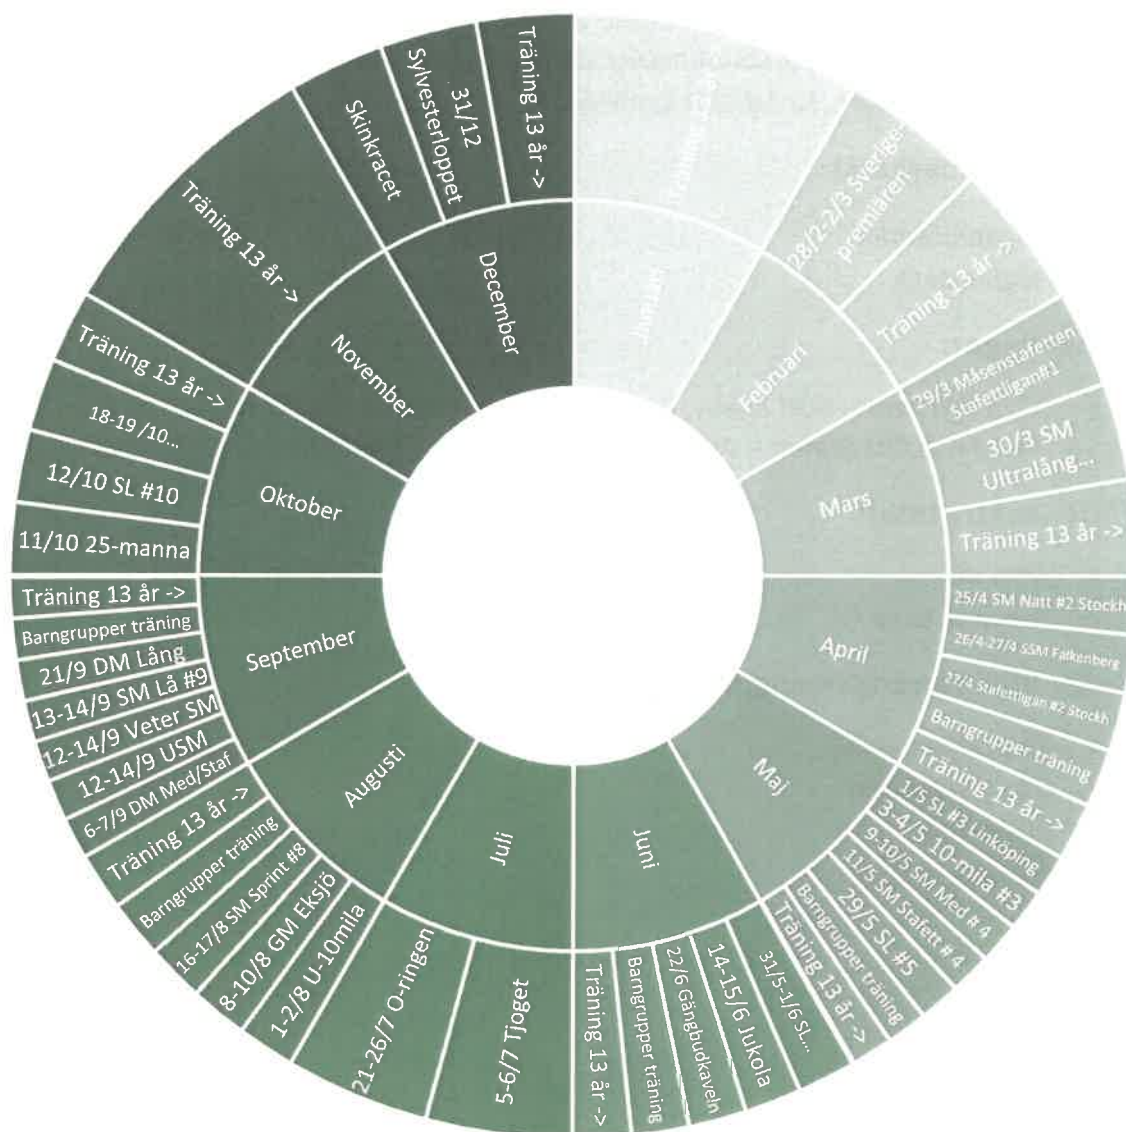 Januari
Februari
28/2-2/3 Sverige-
premiären
Träning 13 år ->
Mars
29/3 Måsenstafetten
Stafettligan#1
30/3 SM
Ultralång...
Träning 13 år ->
April
25/4 SM Natt #2 Stockh
26/4-27/4 SSM Falkenberg
27/4 Stafettligan #2 Stockh
Barngrupper träning
Träning 13 år ->
Maj
1/5 SL #3 Linköping
3-4/5 10-mila #3
9-10/5 SM Med # 4
11/5 SM Stafett # 4
29/5 SL #5
Barngrupper träning
Träning 13 år ->
Juni
31/5-1/6 SL...
14-15/6 Jukola
22/6 Gängbudkaveln
Barngrupper träning
Träning 13 år ->
Juli
5-6/7 Tjoget
21-26/7 O-ringen
Augusti
1-2/8 U-10mila
8-10/8 GM Eksjö
16-17/8 SM Sprint #8
Barngrupper träning
Träning 13 år ->
September
6-7/9 DM Med/Staf
12-14/9 USM
12-14/9 Veter SM
13-14/9 SM Lå #9
21/9 DM Lång
Barngrupper träning
Träning 13 år ->
Oktober
11/10 25-manna
12/10 SL #10
18-19 /10...
Träning 13 år ->
November
Träning 13 år ->
December
Skinkracet
31/12
Sylvesterloppet
Träning 13 år ->